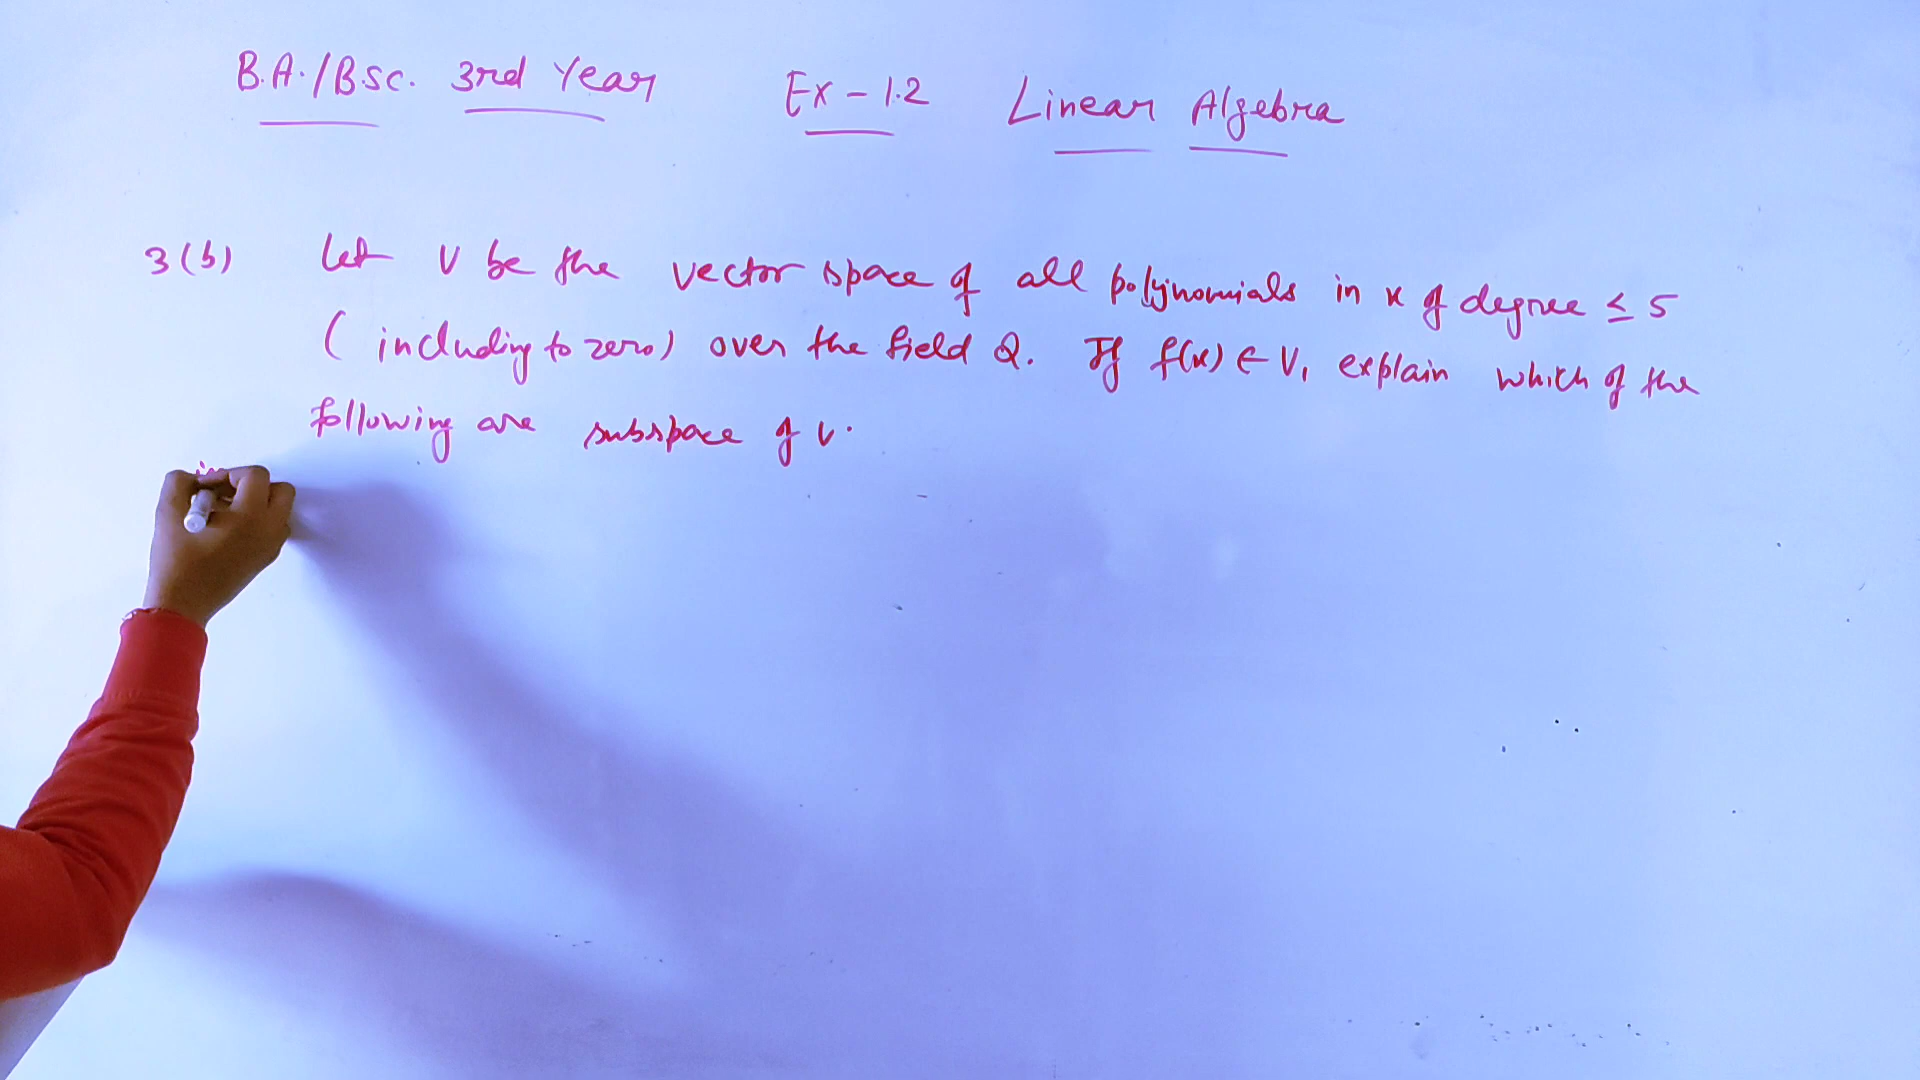 B.A./B.sc. 3rd Year Ex - 1.2 Linear Algebra
3(b) Let V be the vector space of all polynomials in x of degree ≤ 5
(including to zero) over the field Q. If f(x) ∈ V, explain which of the
following are subspace of V.